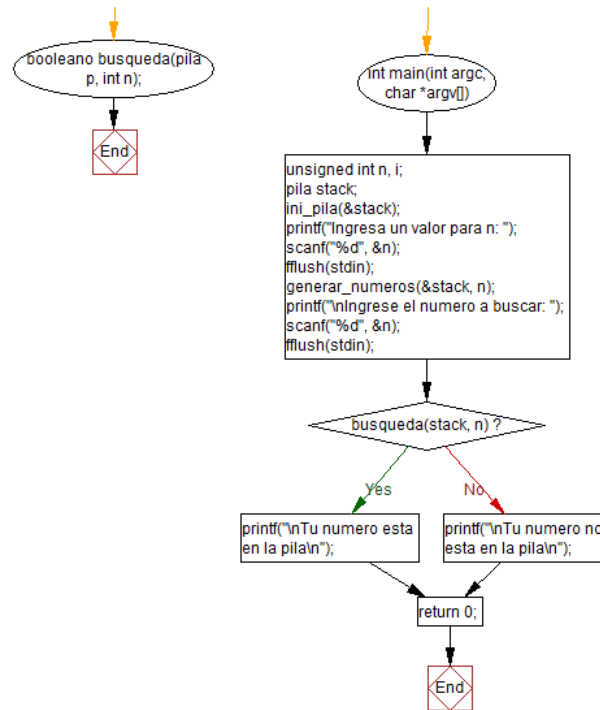 booleano busqueda(pila
p, int n);
End
int main(int argc,
char *argv[])
unsigned int n, i;
pila stack;
ini_pila(&stack);
printf("Ingresa un valor para n: ");
scanf("%d", &n);
fflush(stdin);
generar_numeros(&stack, n);
printf("\nIngrese el numero a buscar: ");
scanf("%d", &n);
fflush(stdin);
busqueda(stack, n) ?
Yes
No
printf("\nTu numero esta
en la pila\n");
printf("\nTu numero no
esta en la pila\n");
return 0;
End